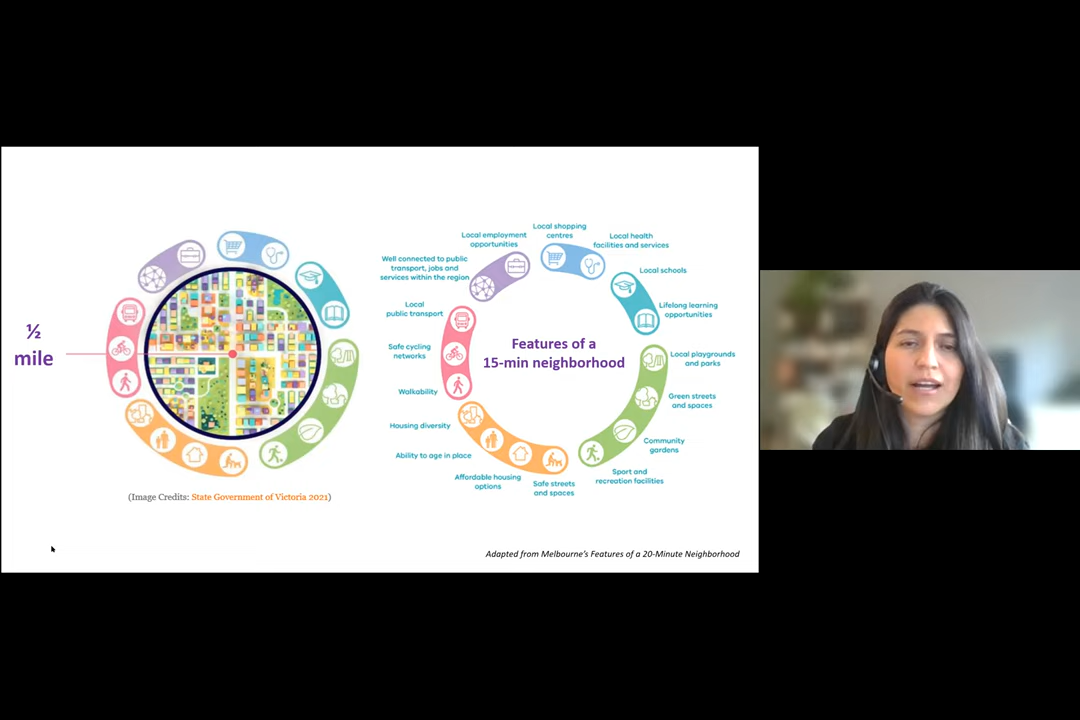 ½
mile
(Image Credits: State Government of Victoria 2021)
Local shopping
centres
Local employment
opportunities
Local health
facilities and services
Well connected to public
transport, jobs and
services within the region
Local schools
Local
public transport
Lifelong learning
opportunities
Safe cycling
networks
Features of a
15-min neighborhood
Local playgrounds
and parks
Walkability
Green streets
and spaces
Housing diversity
Community
gardens
Ability to age in place
Affordable housing
options
Safe streets
and spaces
Sport and
recreation facilities
Adapted from Melbourne's Features of a 20-Minute Neighborhood